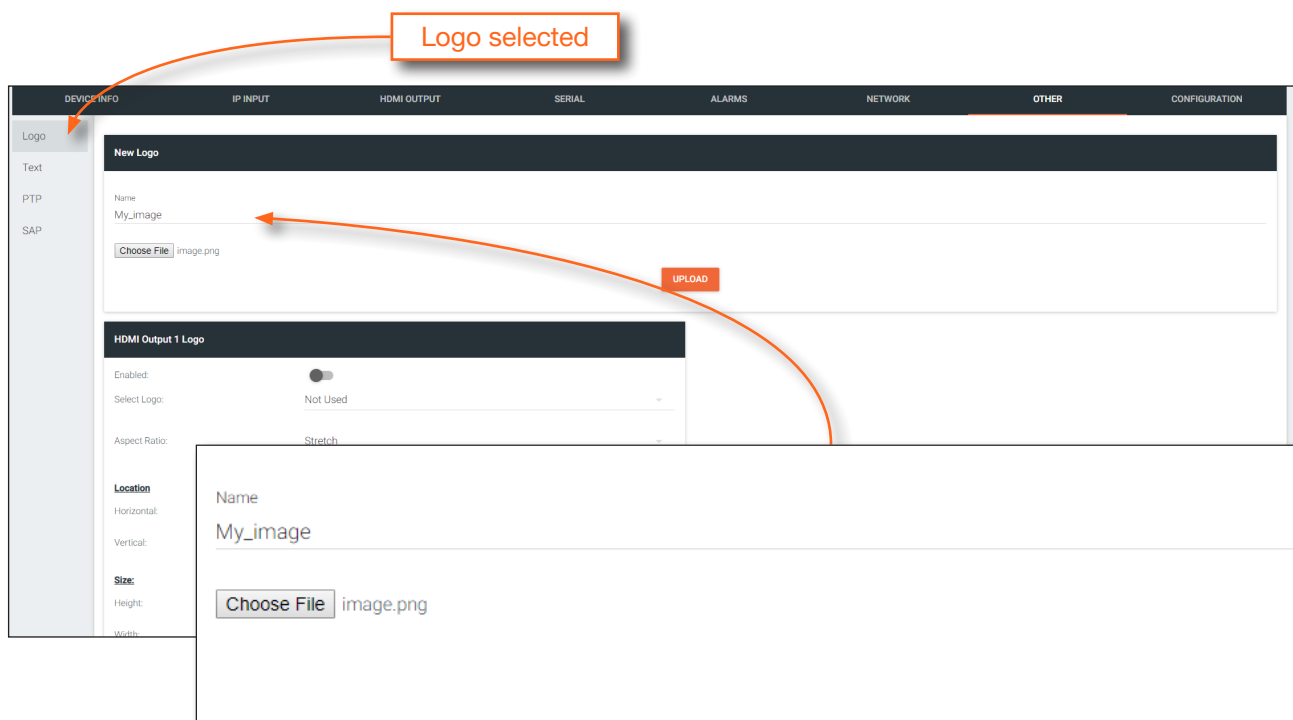 Logo selected
DEVICE INFO IP INPUT HDMI OUTPUT SERIAL ALARMS NETWORK OTHER CONFIGURATION
Logo
Text
PTP
SAP
New Logo
Name
My_image
Choose File image.png
UPLOAD
HDMI Output 1 Logo
Enabled:
Select Logo: Not Used
Aspect Ratio: Stretch
Location
Horizontal:
Vertical:
Size:
Height:
Width:
Name
My_image
Choose File image.png